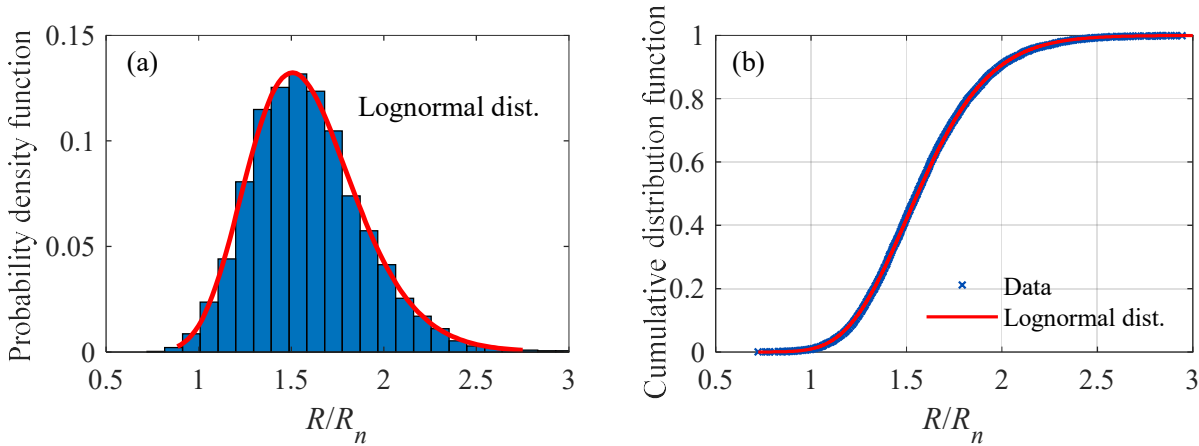 Probability density function
0.15
0.1
0.05
0
(a)
Lognormal dist.
0.5 1 1.5 2 2.5 3
R/Rn
Cumulative distribution function
1
0.8
0.6
0.4
0.2
0
(b)
Data
Lognormal dist.
0.5 1 1.5 2 2.5 3
R/Rn